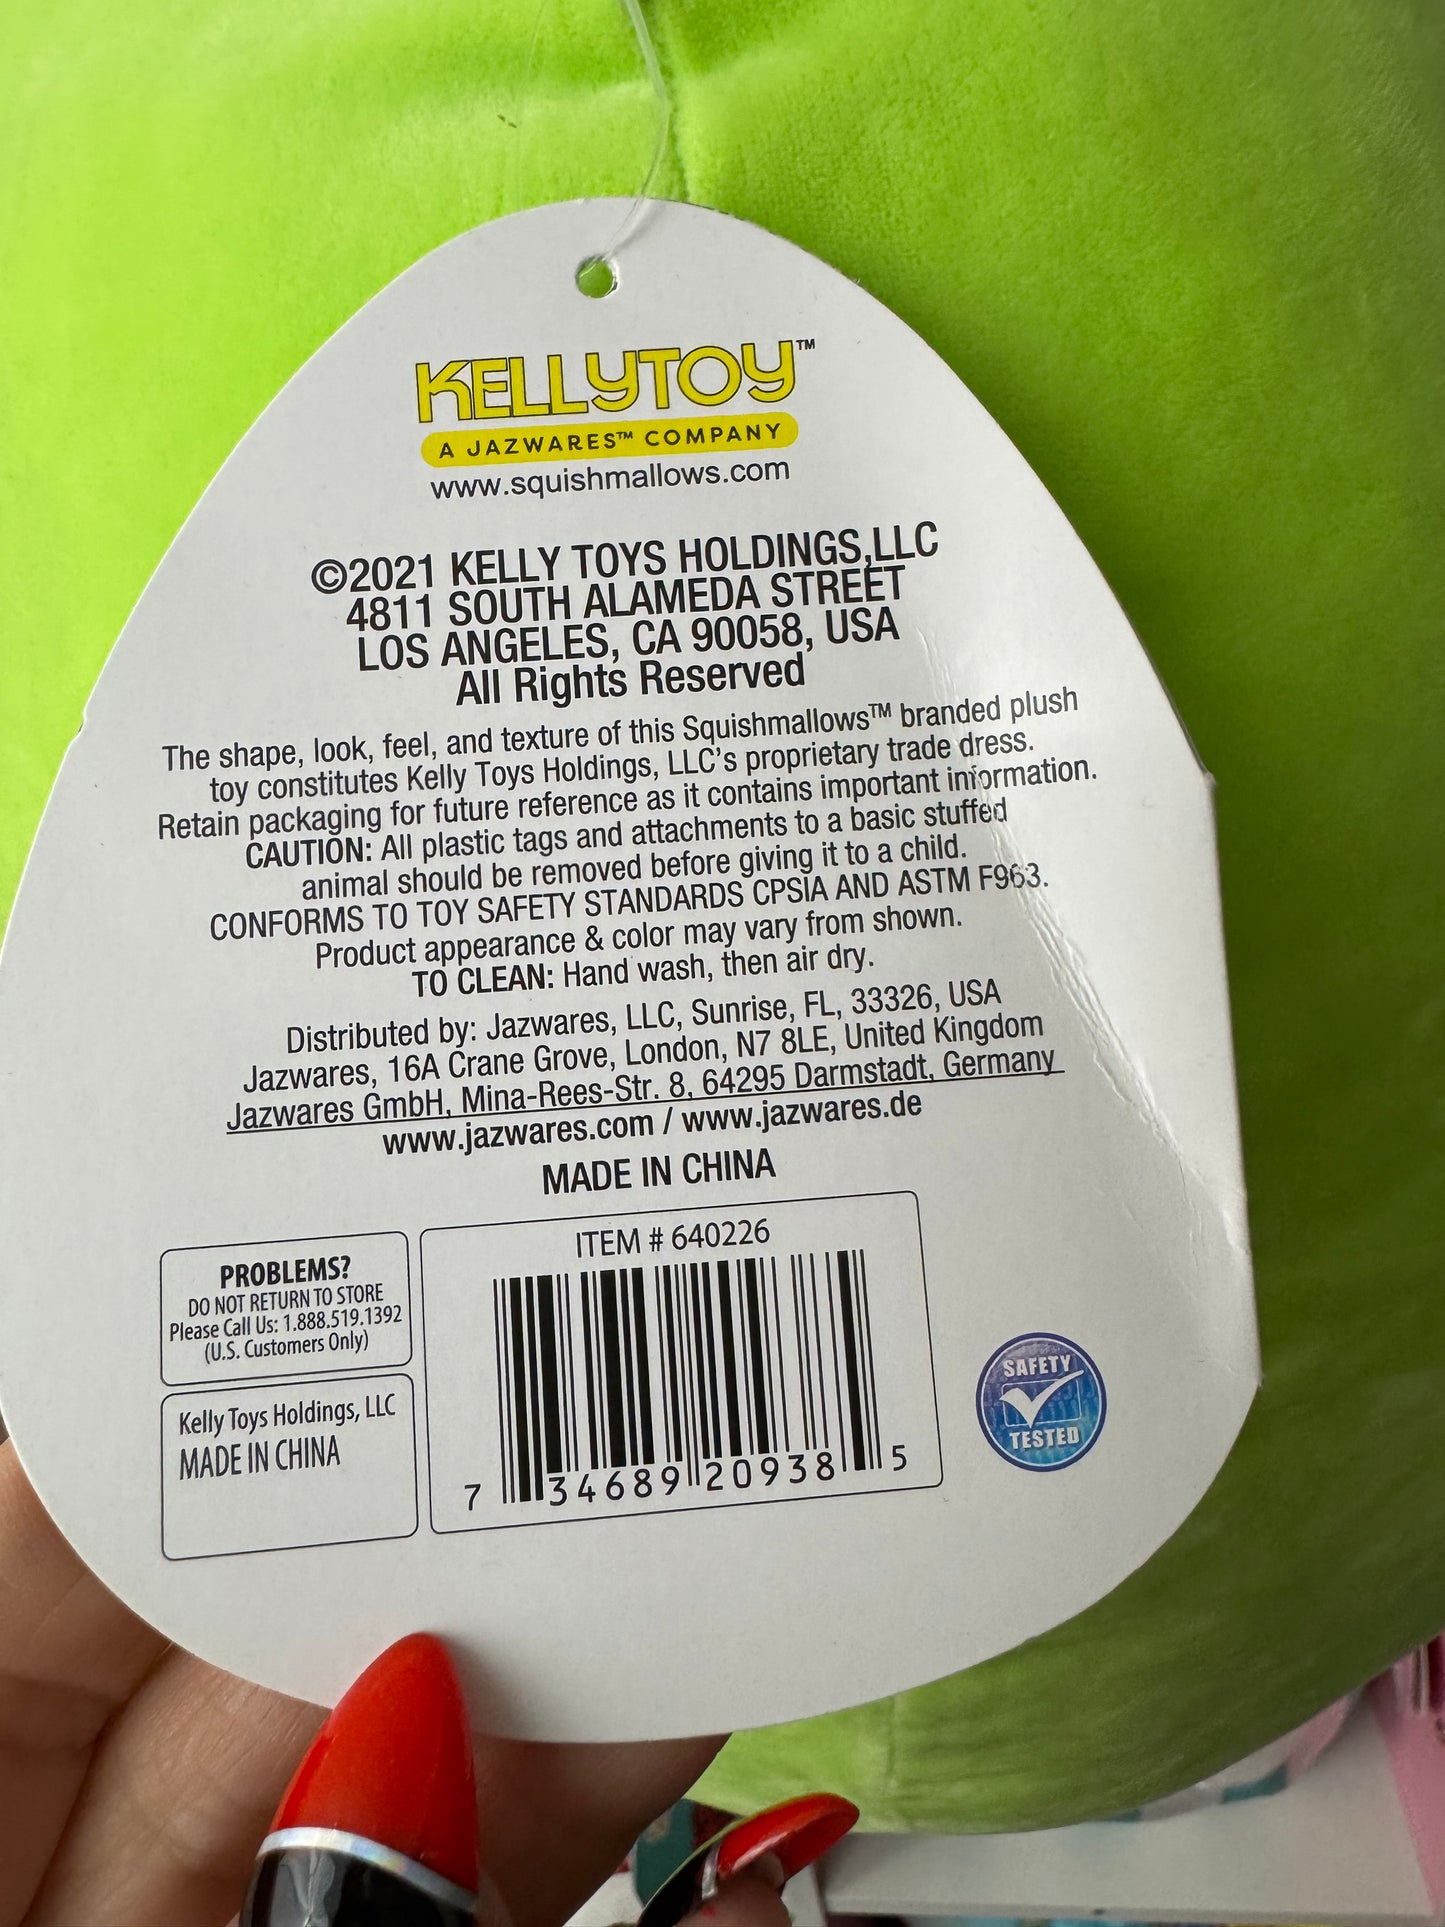 KELLYTOY™
A JAZWARES™ COMPANY
www.squishmallows.com
©2021 KELLY TOYS HOLDINGS,LLC
4811 SOUTH ALAMEDA STREET
LOS ANGELES, CA 90058, USA
All Rights Reserved
The shape, look, feel, and texture of this Squishmallows™ branded plush
toy constitutes Kelly Toys Holdings, LLC's proprietary trade dress.
Retain packaging for future reference as it contains important information.
CAUTION: All plastic tags and attachments to a basic stuffed
animal should be removed before giving it to a child.
CONFORMS TO TOY SAFETY STANDARDS CPSIA AND ASTM F963.
Product appearance & color may vary from shown.
TO CLEAN: Hand wash, then air dry.
Distributed by: Jazwares, LLC, Sunrise, FL, 33326, USA
Jazwares, 16A Crane Grove, London, N7 8LE, United Kingdom
Jazwares GmbH, Mina-Rees-Str. 8, 64295 Darmstadt, Germany
www.jazwares.com / www.jazwares.de
MADE IN CHINA
PROBLEMS?
DO NOT RETURN TO STORE
Please Call Us: 1.888.519.1392
(U.S. Customers Only)
Kelly Toys Holdings, LLC
MADE IN CHINA
ITEM # 640226
7 34689 20938 5
SAFETY
TESTED